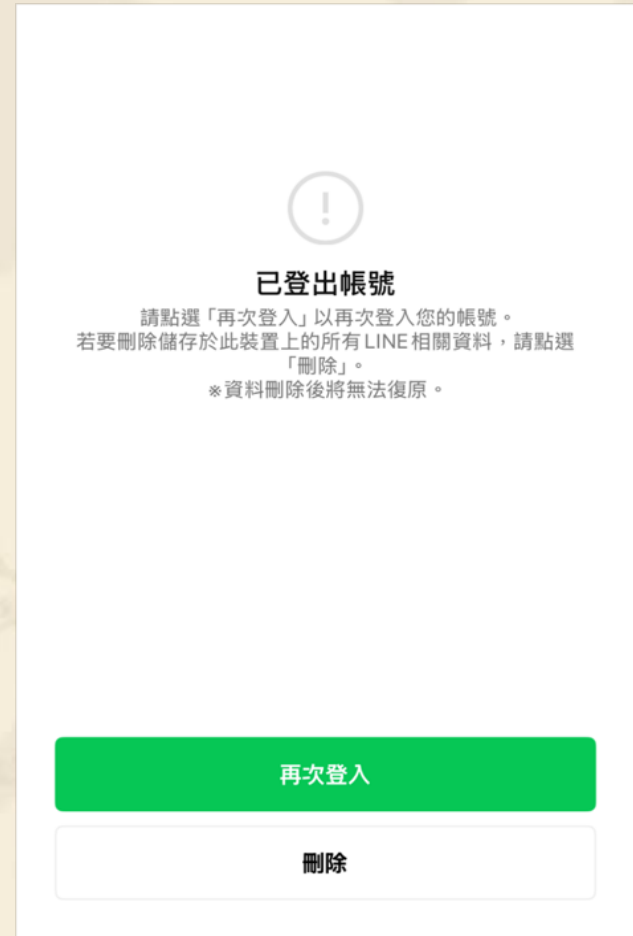 已登出帳號
請點選「再次登入」以再次登入您的帳號。
若要刪除儲存於此裝置上的所有LINE相關資料，請點選
「刪除」。
※資料刪除後將無法復原。
再次登入
刪除